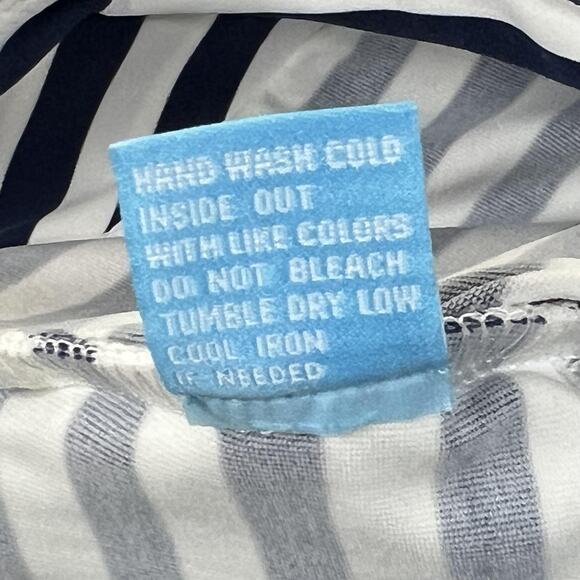 HAND WASH COLD
INSIDE OUT
WITH LIKE COLORS
DO NOT BLEACH
TUMBLE DRY LOW
COOL IRON
IF NEEDED